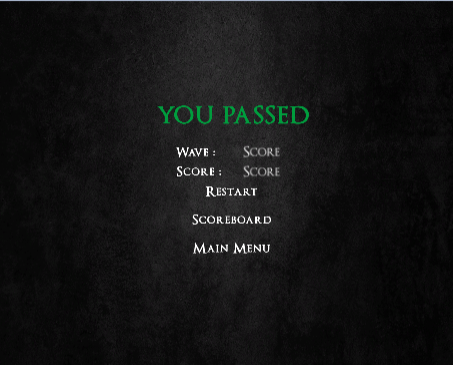 YOU PASSED
Wave : Score
Score : Score
Restart
Scoreboard
Main Menu